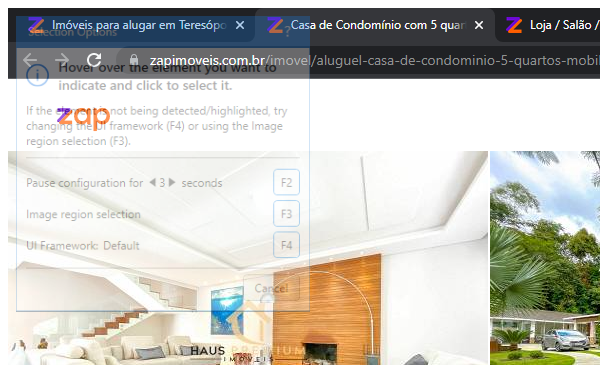 Imóveis para alugar em Teresópo
Casa de Condomínio com 5 quar
Loja / Salão /
Selection Options
?
zapimoveis.com.br/imovel/aluguel-casa-de-condominio-5-quartos-mobil
Hover over the element you want to
indicate and click to select it.
If the element is not being detected/highlighted, try
changing the UI framework (F4) or using the Image
region selection (F3).
zap
Pause configuration for 3 seconds
F2
Image region selection
F3
UI Framework: Default
F4
Cancel
HAUS PREMIUM
IMÓVEIS